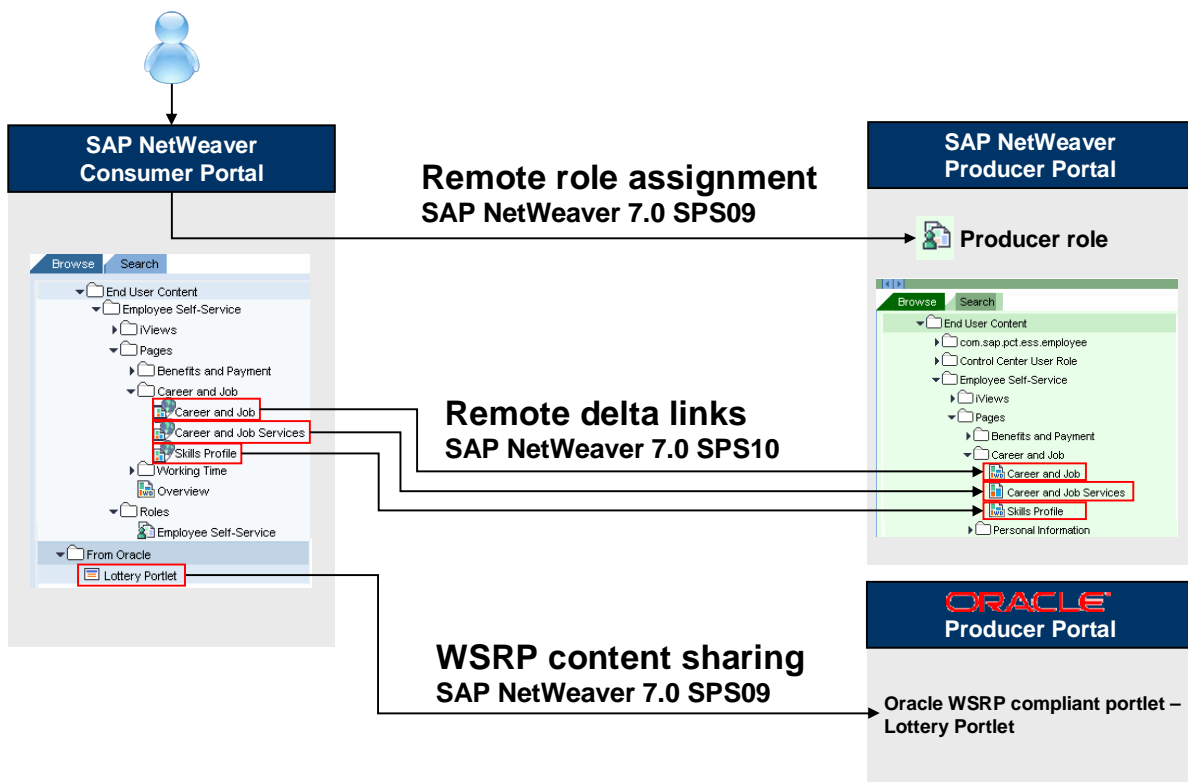 SAP NetWeaver
Consumer Portal
Browse
Search
End User Content
Employee Self-Service
iViews
Pages
Benefits and Payment
Career and Job
Career and Job
Career and Job Services
Skills Profile
Working Time
Overview
Roles
Employee Self-Service
From Oracle
Lottery Portlet
Remote role assignment
SAP NetWeaver 7.0 SPS09
Remote delta links
SAP NetWeaver 7.0 SPS10
WSRP content sharing
SAP NetWeaver 7.0 SPS09
SAP NetWeaver
Producer Portal
Producer role
Browse
Search
End User Content
com.sap.pct.ess.employee
Control Center User Role
Employee Self-Service
iViews
Pages
Benefits and Payment
Career and Job
Career and Job
Career and Job Services
Skills Profile
Personal Information
ORACLE
Producer Portal
Oracle WSRP compliant portlet –
Lottery Portlet